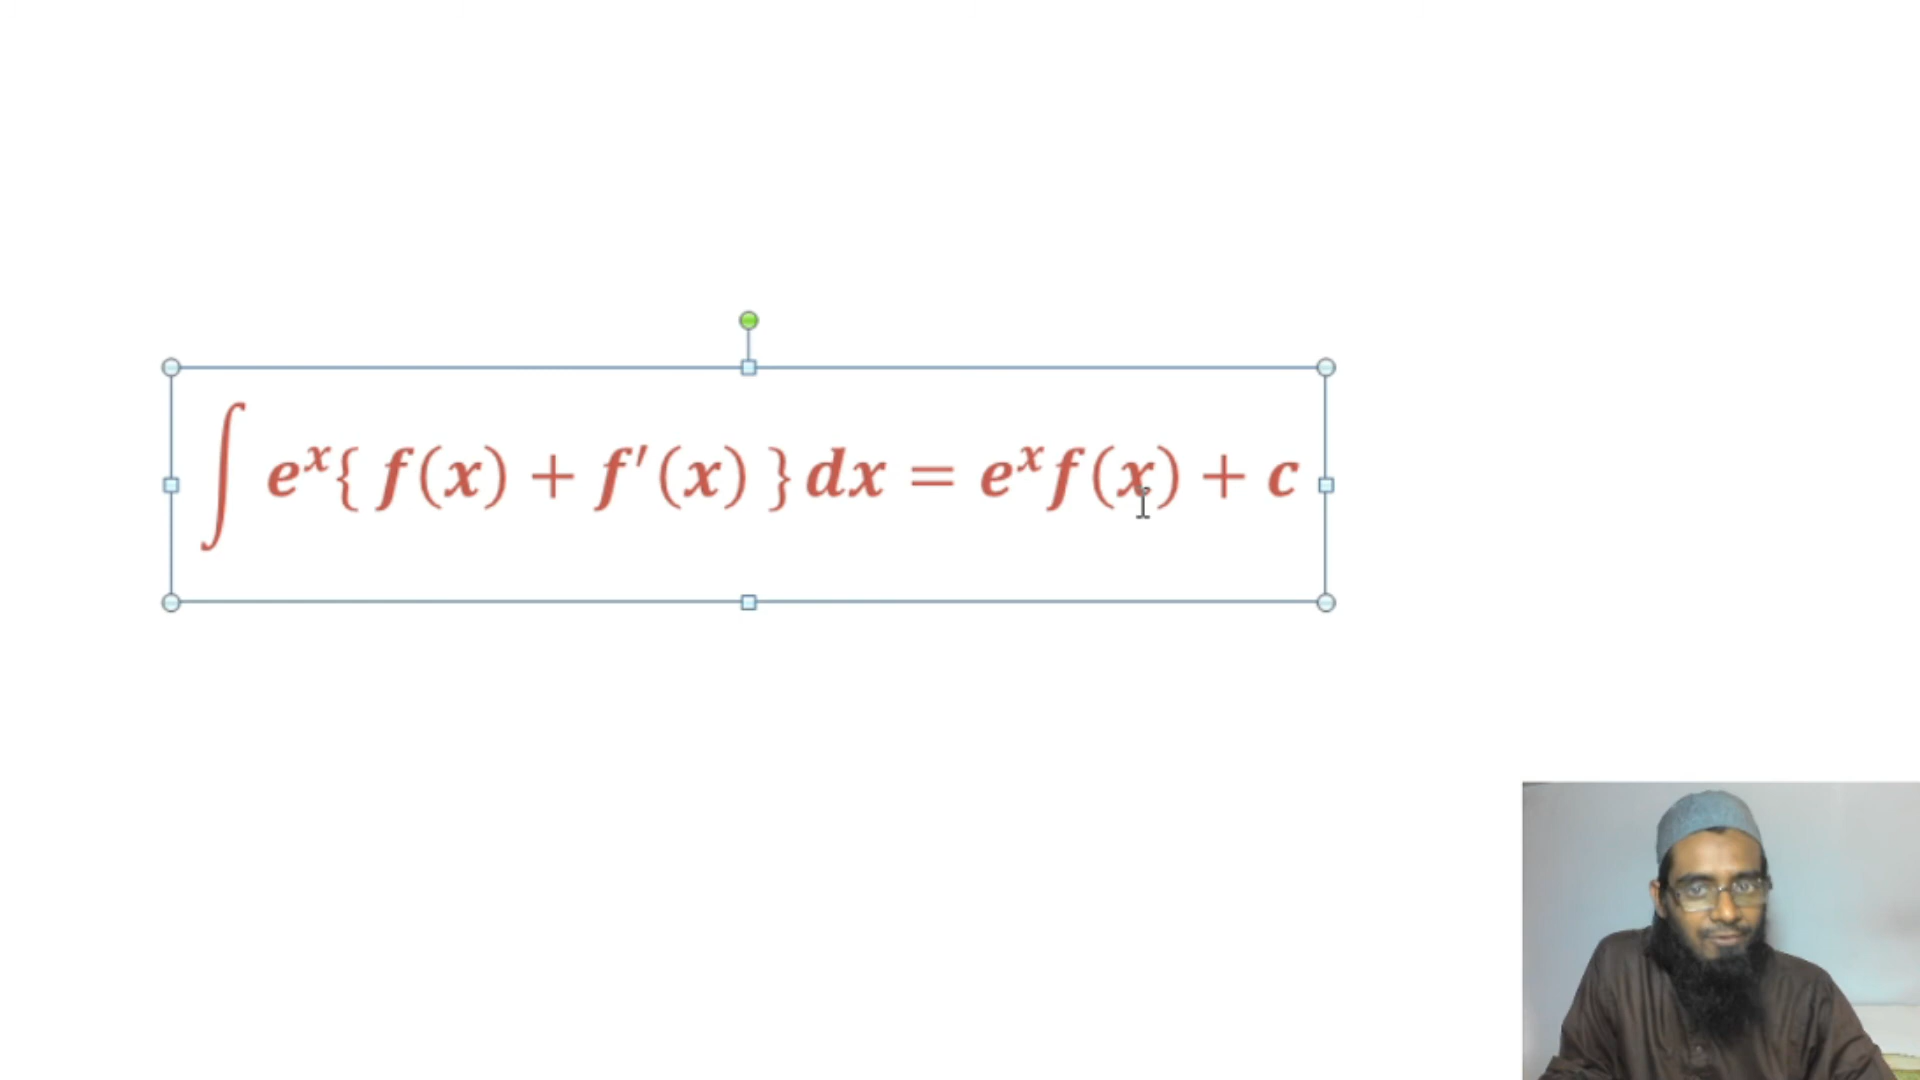 ∫ eˣ{ f(x) + f′(x) } dx = eˣf(x) + c